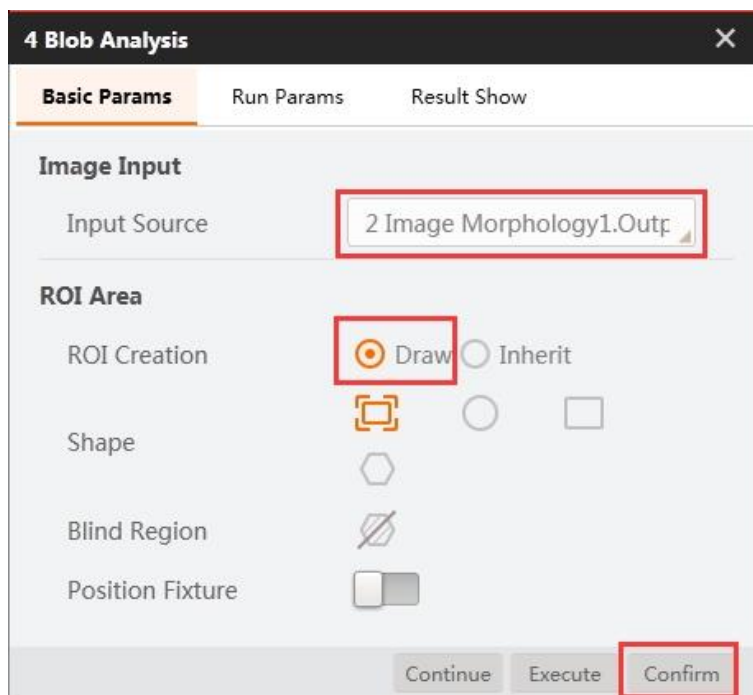 4 Blob Analysis
Basic Params Run Params Result Show
Image Input
Input Source 2 Image Morphology1.Outp
ROI Area
ROI Creation Draw Inherit
Shape
Blind Region
Position Fixture
Continue Execute Confirm